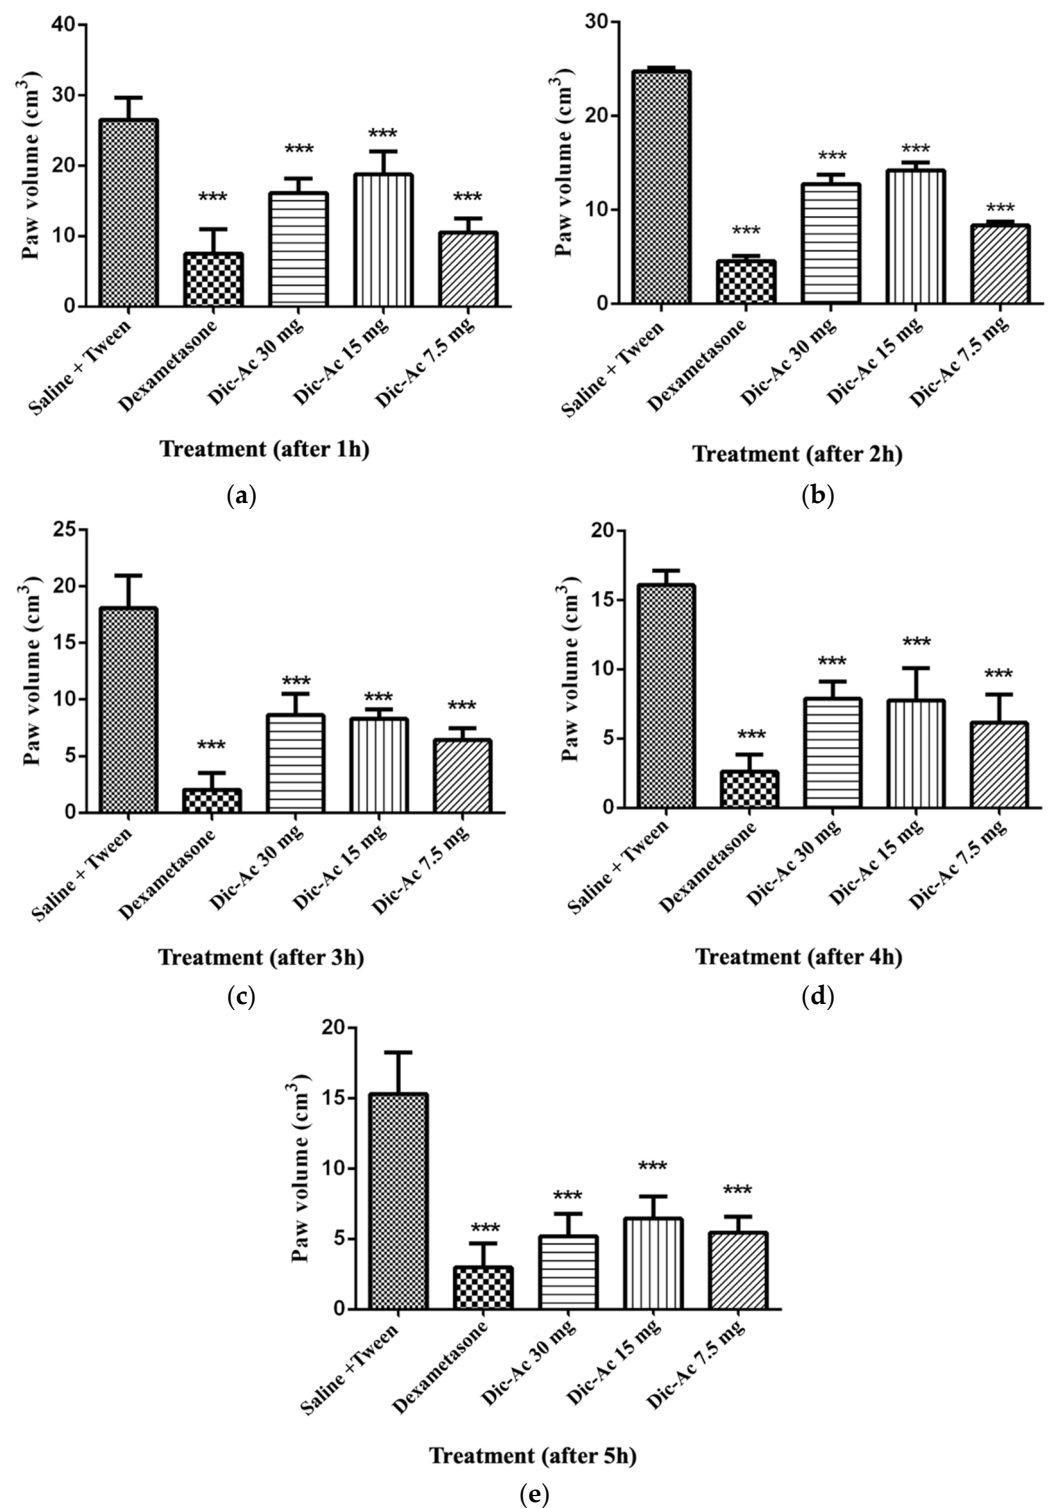 Paw volume (cm³)
40
30
20
10
0
***
***
***
***
Saline + Tween
Dexametasone
Dic-Ac 30 mg
Dic-Ac 15 mg
Dic-Ac 7.5 mg
Treatment (after 1h)
(a)
Paw volume (cm³)
30
20
10
0
***
***
***
***
Saline + Tween
Dexametasone
Dic-Ac 30 mg
Dic-Ac 15 mg
Dic-Ac 7.5 mg
Treatment (after 2h)
(b)
Paw volume (cm³)
25
20
15
10
5
0
***
***
***
***
Saline + Tween
Dexametasone
Dic-Ac 30 mg
Dic-Ac 15 mg
Dic-Ac 7.5 mg
Treatment (after 3h)
(c)
Paw volume (cm³)
20
15
10
5
0
***
***
***
***
Saline + Tween
Dexametasone
Dic-Ac 30 mg
Dic-Ac 15 mg
Dic-Ac 7.5 mg
Treatment (after 4h)
(d)
Paw volume (cm³)
20
15
10
5
0
***
***
***
***
Saline +Tween
Dexametasone
Dic-Ac 30 mg
Dic-Ac 15 mg
Dic-Ac 7.5 mg
Treatment (after 5h)
(e)